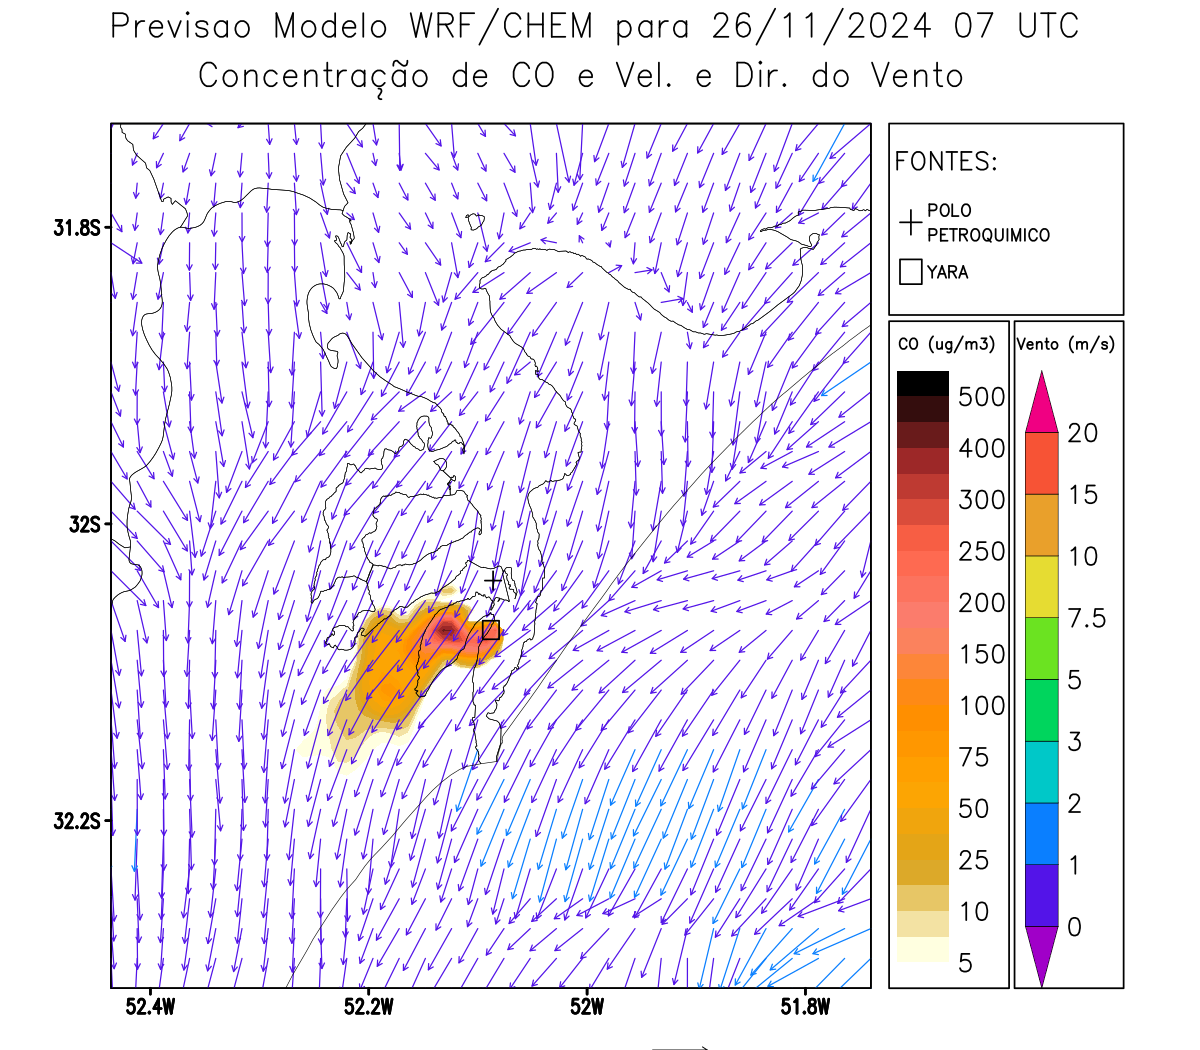 Previsao Modelo WRF/CHEM para 26/11/2024 07 UTC
Concentração de CO e Vel. e Dir. do Vento
FONTES:
POLO
PETROQUIMICO
YARA
CO (ug/m3)
500
400
300
250
200
150
100
75
50
25
10
5
Vento (m/s)
20
15
10
7.5
5
3
2
1
0
31.8S
32S
32.2S
52.4W
52.2W
52W
51.8W